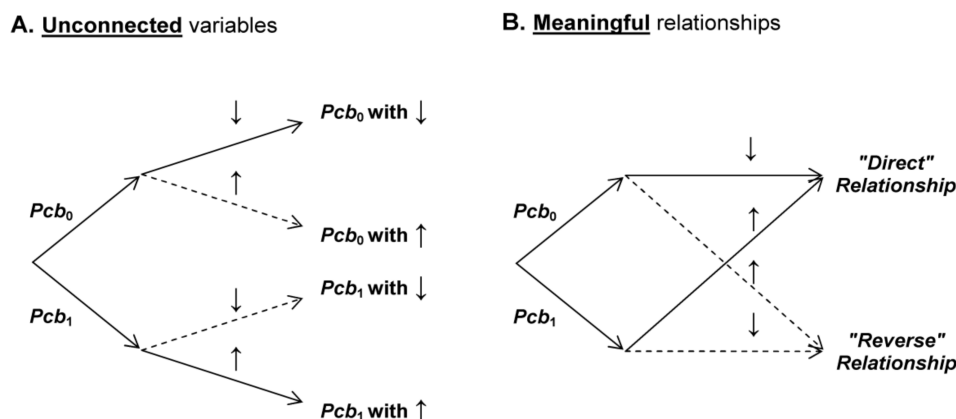 A. Unconnected variables
↓
Pcb₀ with ↓
↑
Pcb₀
Pcb₀ with ↑
Pcb₁ with ↓
↓
Pcb₁
↑
Pcb₁ with ↑
B. Meaningful relationships
↓
"Direct"
Relationship
Pcb₀
↑
↑
Pcb₁
↓
"Reverse"
Relationship